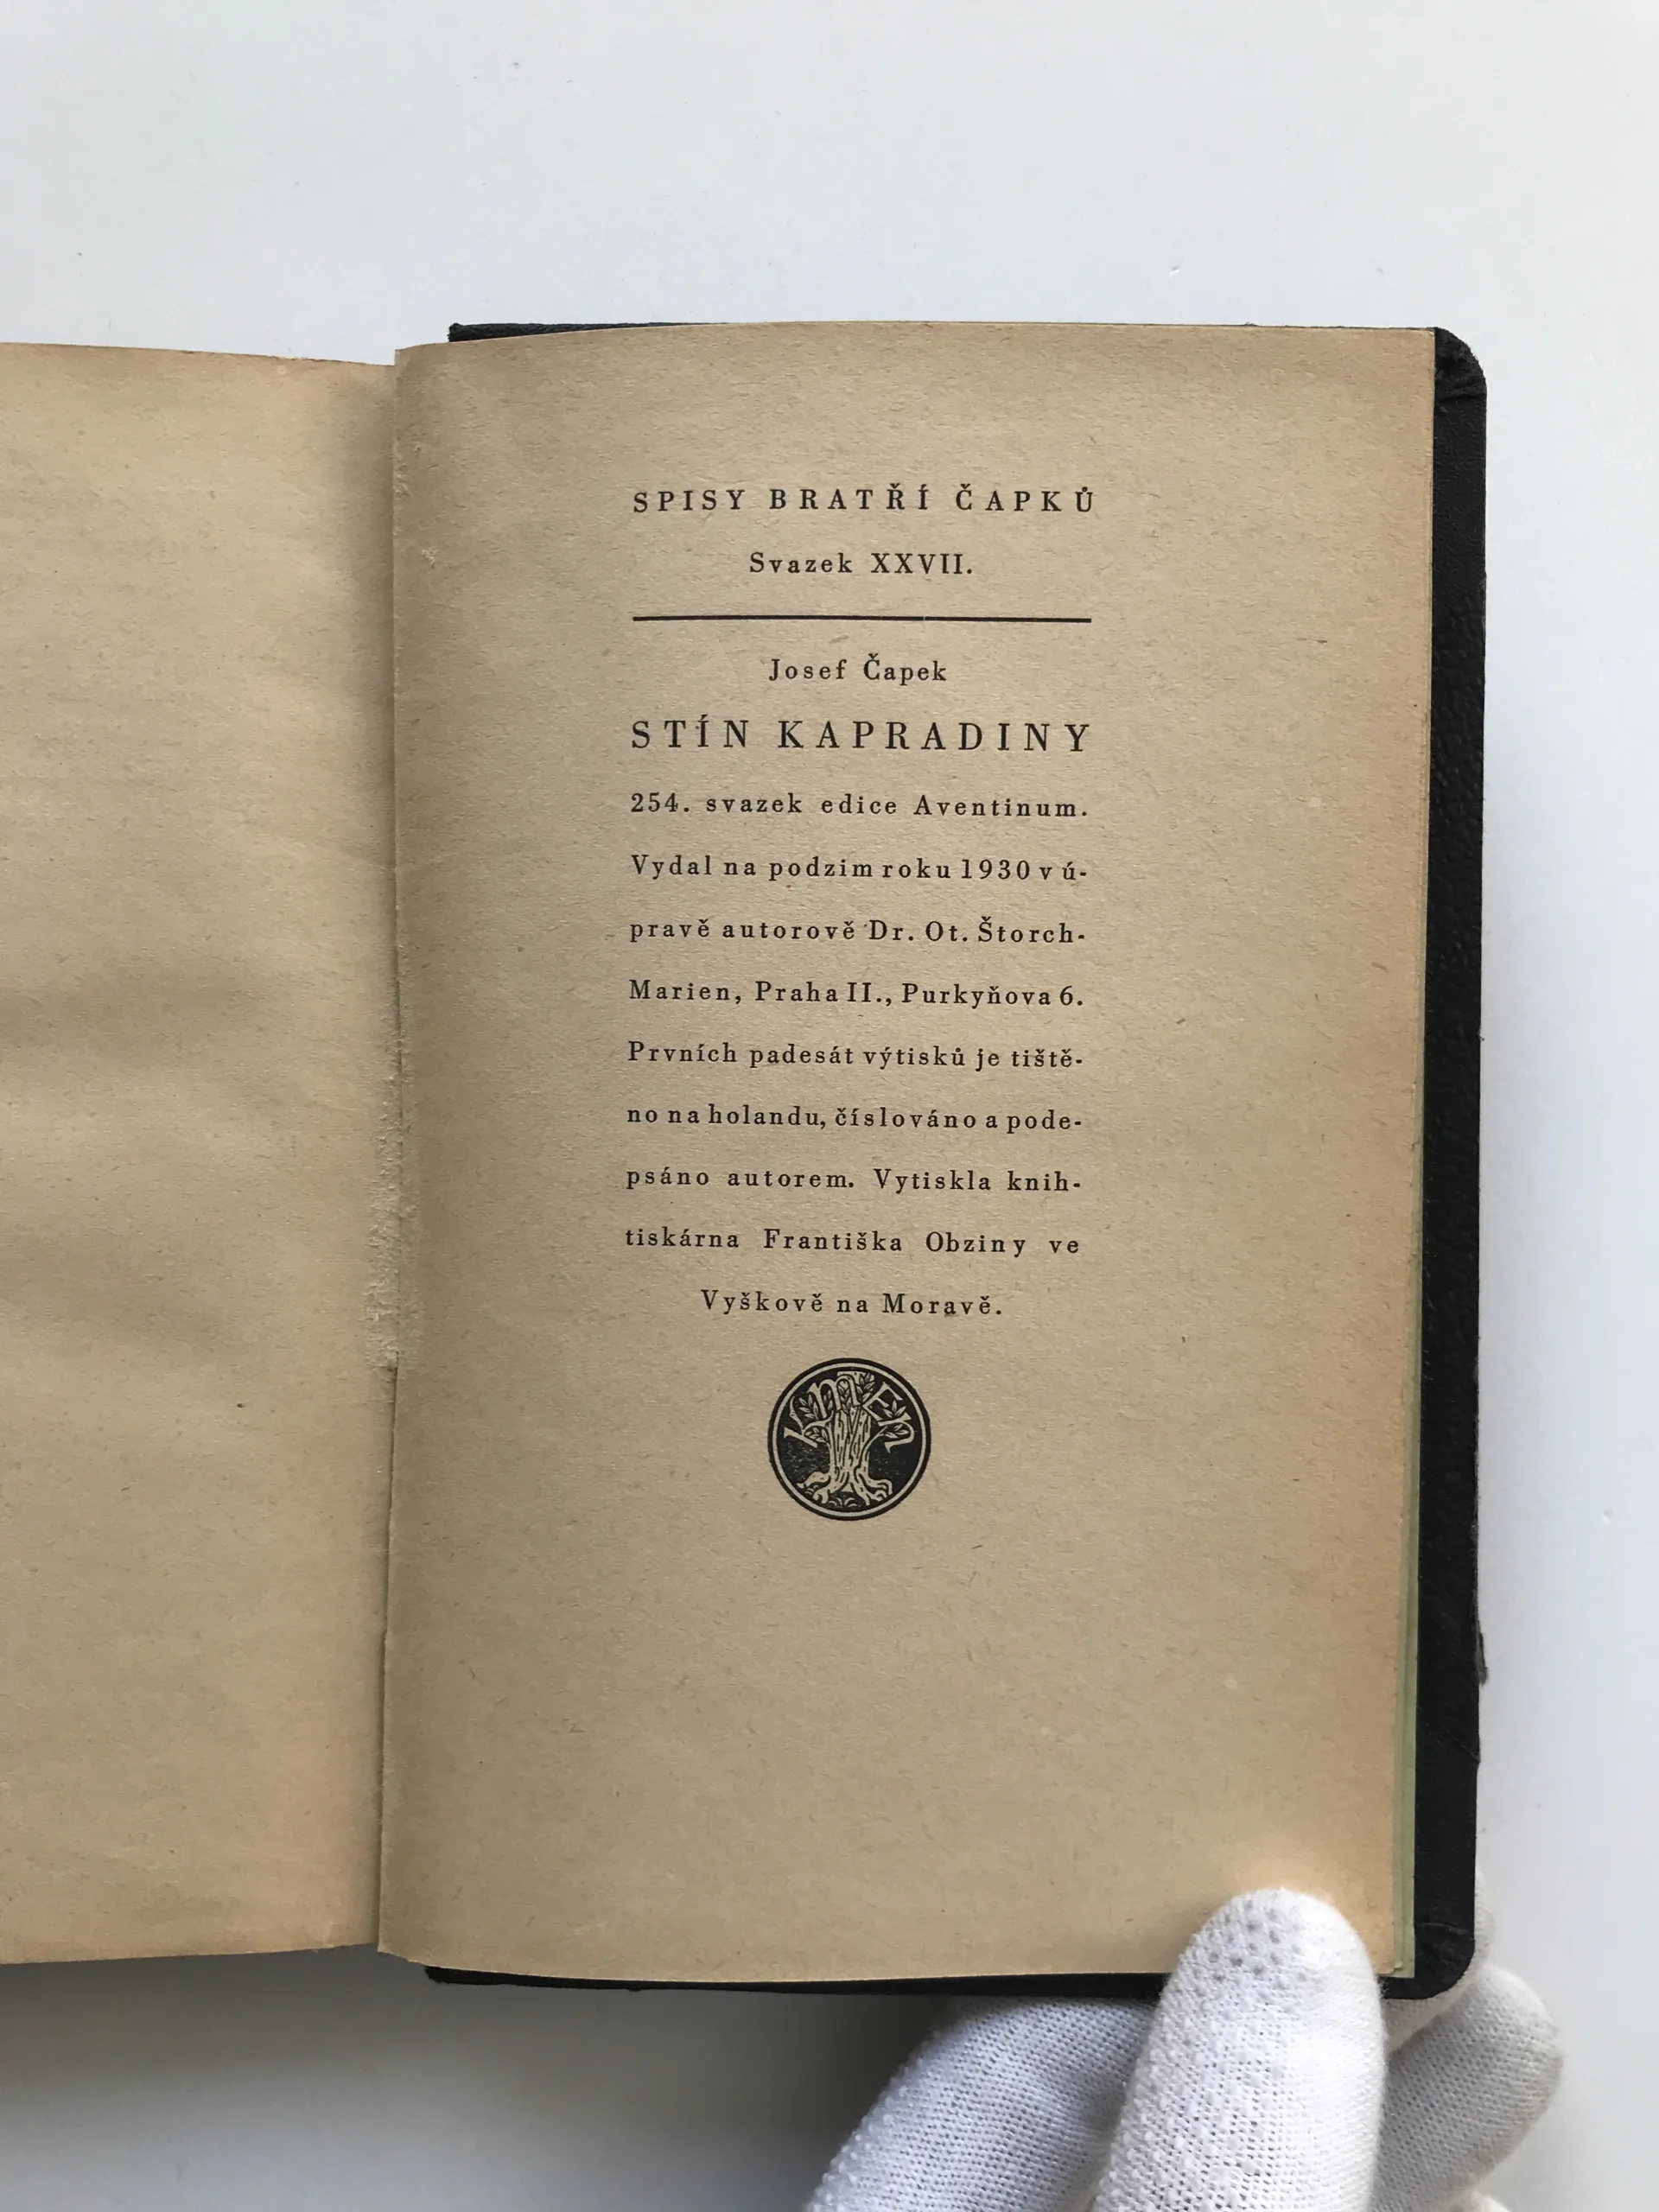 SPISY BRATŘÍ ČAPKŮ
Svazek XXVII.
Josef Čapek
STÍN KAPRADINY
254. svazek edice Aventinum.
Vydal na podzim roku 1930 v ú-
pravě autorově Dr. Ot. Štorch-
Marien, Praha II., Purkyňova 6.
Prvních padesát výtisků je tiště-
no na holandu, číslováno a pode-
psáno autorem. Vytiskla knih-
tiskárna Františka Obziny ve
Vyškově na Moravě.
KMEN